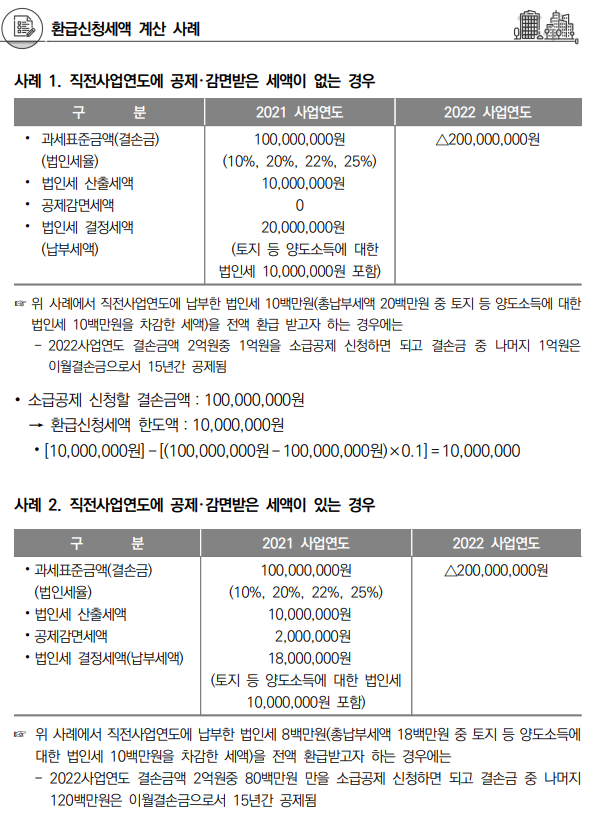 환급신청세액 계산 사례
사례 1. 직전사업연도에 공제·감면받은 세액이 없는 경우
구 분 2021 사업연도 2022 사업연도
• 과세표준금액(결손금) 100,000,000원 △200,000,000원
(법인세율) (10%, 20%, 22%, 25%)
• 법인세 산출세액 10,000,000원
• 공제감면세액 0
• 법인세 결정세액 20,000,000원
(납부세액) (토지 등 양도소득에 대한
법인세 10,000,000원 포함)
☞ 위 사례에서 직전사업연도에 납부한 법인세 10백만원(총납부세액 20백만원 중 토지 등 양도소득에 대한
법인세 10백만원을 차감한 세액)을 전액 환급 받고자 하는 경우에는
- 2022사업연도 결손금액 2억원중 1억원을 소급공제 신청하면 되고 결손금 중 나머지 1억원은
이월결손금으로서 15년간 공제됨
• 소급공제 신청할 결손금액 : 100,000,000원
→ 환급신청세액 한도액 : 10,000,000원
• [10,000,000원] - [(100,000,000원 - 100,000,000원)×0.1] = 10,000,000
사례 2. 직전사업연도에 공제·감면받은 세액이 있는 경우
구 분 2021 사업연도 2022 사업연도
• 과세표준금액(결손금) 100,000,000원 △200,000,000원
(법인세율) (10%, 20%, 22%, 25%)
• 법인세 산출세액 10,000,000원
• 공제감면세액 2,000,000원
• 법인세 결정세액(납부세액) 18,000,000원
(토지 등 양도소득에 대한 법인세
10,000,000원 포함)
☞ 위 사례에서 직전사업연도에 납부한 법인세 8백만원(총납부세액 18백만원 중 토지 등 양도소득에
대한 법인세 10백만원을 차감한 세액)을 전액 환급받고자 하는 경우에는
- 2022사업연도 결손금액 2억원중 80백만원 만을 소급공제 신청하면 되고 결손금 중 나머지
120백만원은 이월결손금으로서 15년간 공제됨